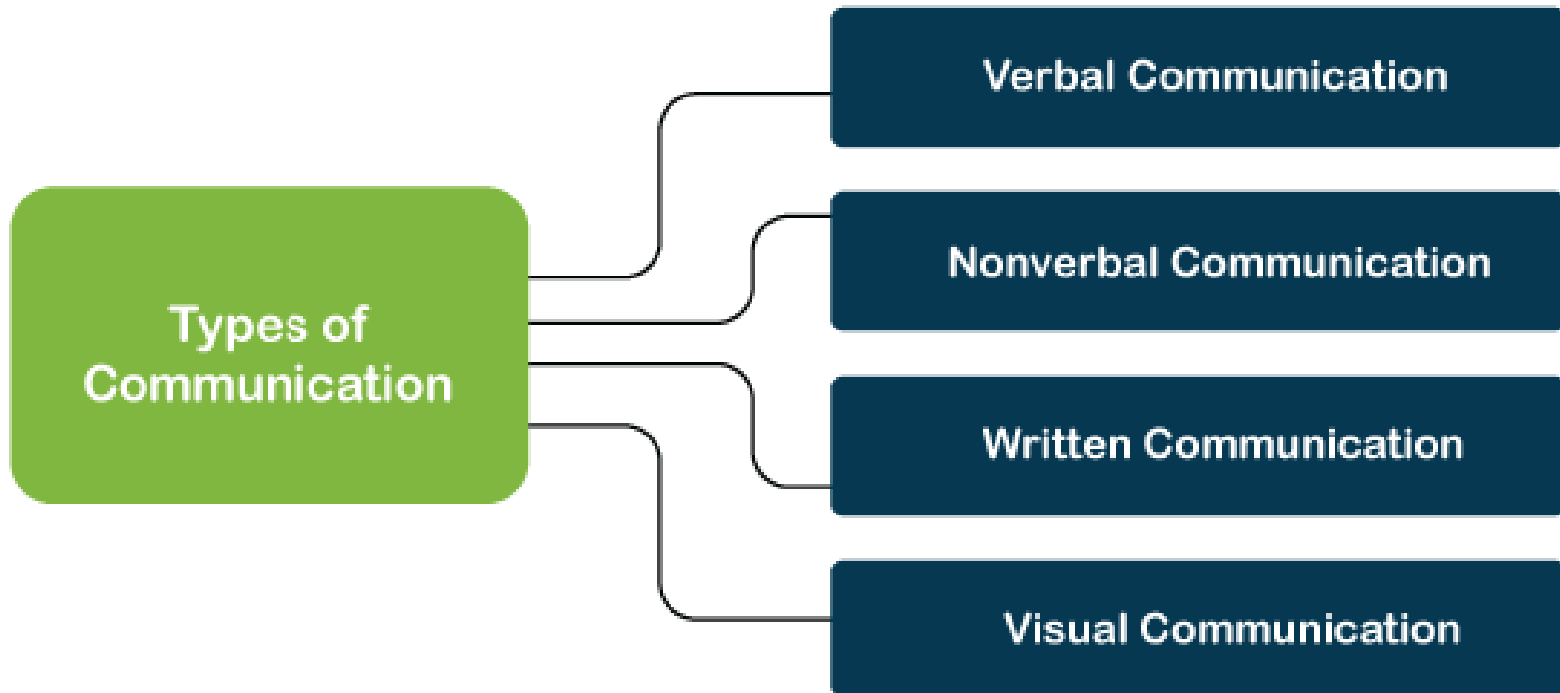 Types of
Communication
Verbal Communication
Nonverbal Communication
Written Communication
Visual Communication